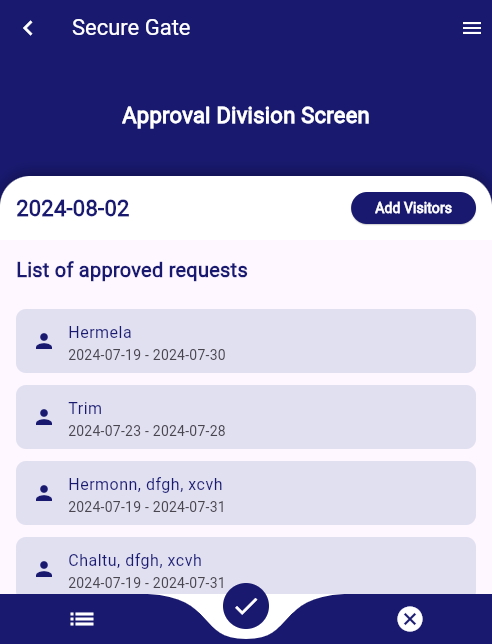 Secure Gate
Approval Division Screen
2024-08-02
Add Visitors
List of approved requests
Hermela
2024-07-19 - 2024-07-30
Trim
2024-07-23 - 2024-07-28
Hermonn, dfgh, xcvh
2024-07-19 - 2024-07-31
Chaltu, dfgh, xcvh
2024-07-19 - 2024-07-31